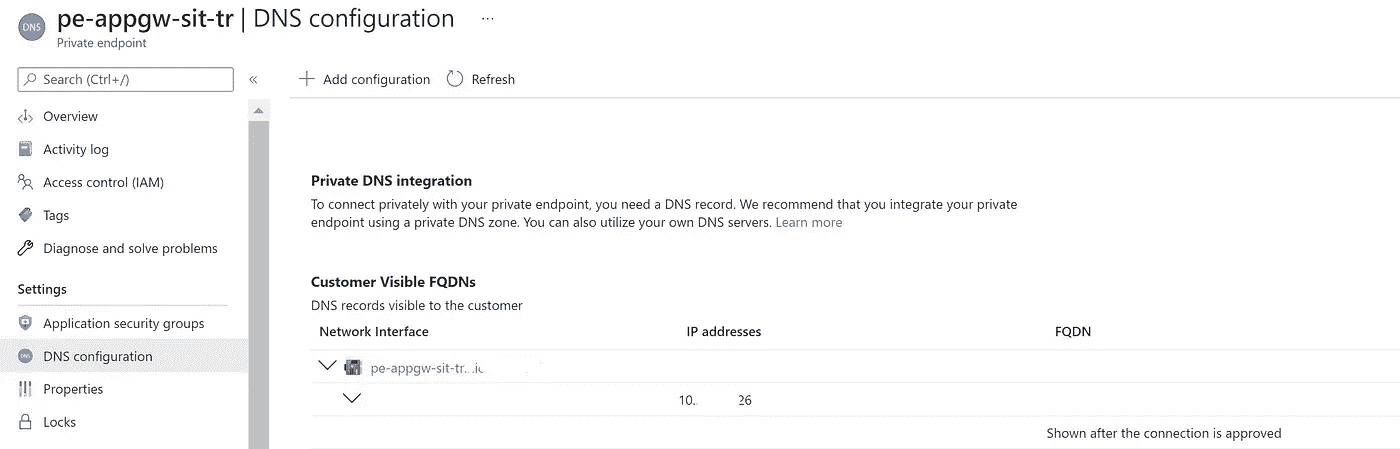 DNS pe-appgw-sit-tr | DNS configuration ...
Private endpoint
Search (Ctrl+/) «
Add configuration Refresh
Overview
Activity log
Access control (IAM)
Tags
Diagnose and solve problems
Settings
Application security groups
DNS configuration
Properties
Locks
Private DNS integration
To connect privately with your private endpoint, you need a DNS record. We recommend that you integrate your private
endpoint using a private DNS zone. You can also utilize your own DNS servers. Learn more
Customer Visible FQDNs
DNS records visible to the customer
Network Interface IP addresses FQDN
pe-appgw-sit-tr...
10. 26
Shown after the connection is approved